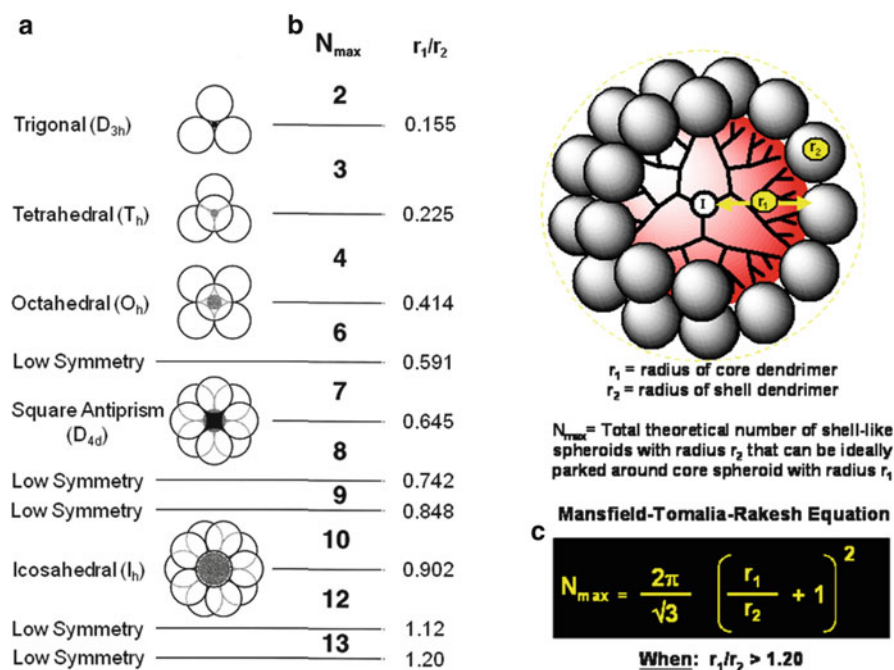 a
b
N_max r₁/r₂
2
Trigonal (D₃ₕ) 0.155
3
Tetrahedral (Tₕ) 0.225
4
Octahedral (Oₕ) 0.414
6
Low Symmetry 0.591
7
Square Antiprism 0.645
(D₄d)
8
Low Symmetry 0.742
9
Low Symmetry 0.848
10
Icosahedral (Iₕ) 0.902
12
Low Symmetry 1.12
13
Low Symmetry 1.20
r₂
I
r₁
r₁ = radius of core dendrimer
r₂ = radius of shell dendrimer
N_max= Total theoretical number of shell-like
spheroids with radius r₂ that can be ideally
parked around core spheroid with radius r₁
Mansfield-Tomalia-Rakesh Equation
c
N_max = 2π/√3 (r₁/r₂ + 1)²
When: r₁/r₂ > 1.20